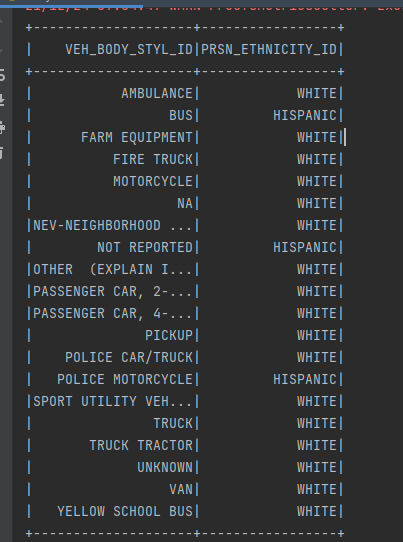 +-----------------+-----------------+
| VEH_BODY_STYL_ID|PRSN_ETHNICITY_ID|
+-----------------+-----------------+
| AMBULANCE| WHITE|
| BUS| HISPANIC|
| FARM EQUIPMENT| WHITE|
| FIRE TRUCK| WHITE|
| MOTORCYCLE| WHITE|
| NA| WHITE|
|NEV-NEIGHBORHOOD ...| WHITE|
| NOT REPORTED| HISPANIC|
|OTHER (EXPLAIN I...| WHITE|
|PASSENGER CAR, 2-...| WHITE|
|PASSENGER CAR, 4-...| WHITE|
| PICKUP| WHITE|
| POLICE CAR/TRUCK| WHITE|
| POLICE MOTORCYCLE| HISPANIC|
|SPORT UTILITY VEH...| WHITE|
| TRUCK| WHITE|
| TRUCK TRACTOR| WHITE|
| UNKNOWN| WHITE|
| VAN| WHITE|
| YELLOW SCHOOL BUS| WHITE|
+-----------------+-----------------+